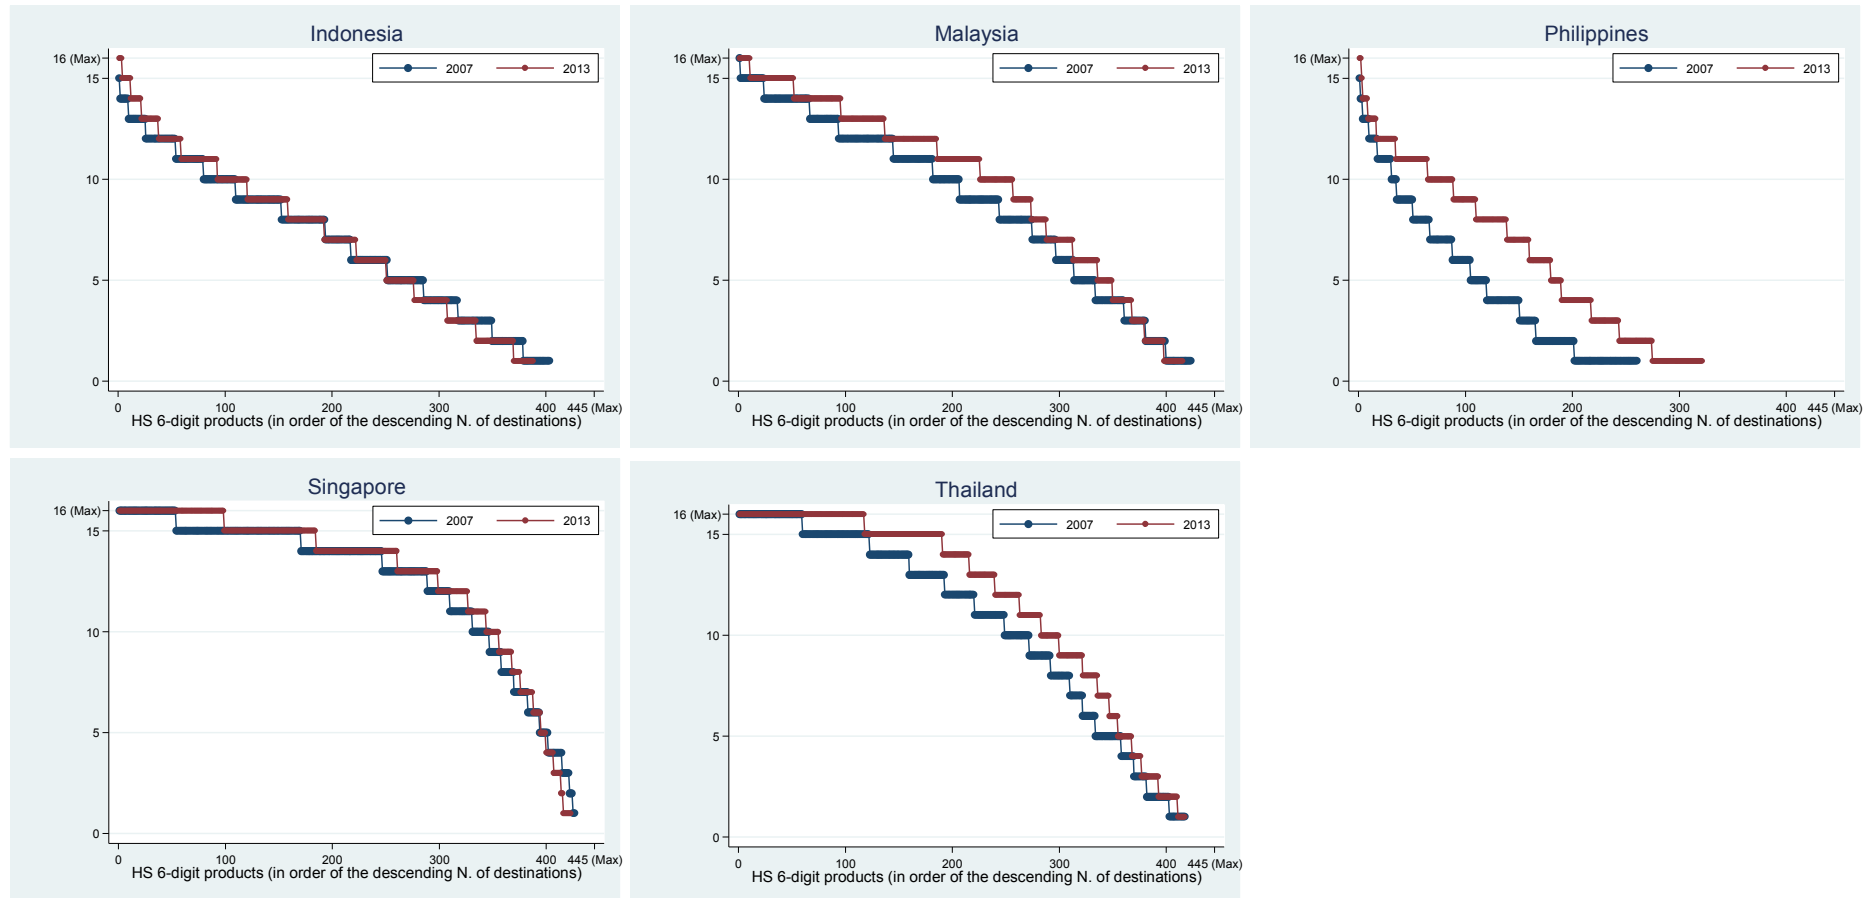 Indonesia
16 (Max)
15
10
5
0
2007
2013
0
100
200
300
400
445 (Max)
HS 6-digit products (in order of the descending N. of destinations)
Malaysia
16 (Max)
15
10
5
0
2007
2013
0
100
200
300
400
445 (Max)
HS 6-digit products (in order of the descending N. of destinations)
Philippines
16 (Max)
15
10
5
0
2007
2013
0
100
200
300
400
445 (Max)
HS 6-digit products (in order of the descending N. of destinations)
Singapore
16 (Max)
15
10
5
0
2007
2013
0
100
200
300
400
445 (Max)
HS 6-digit products (in order of the descending N. of destinations)
Thailand
16 (Max)
15
10
5
0
2007
2013
0
100
200
300
400
445 (Max)
HS 6-digit products (in order of the descending N. of destinations)